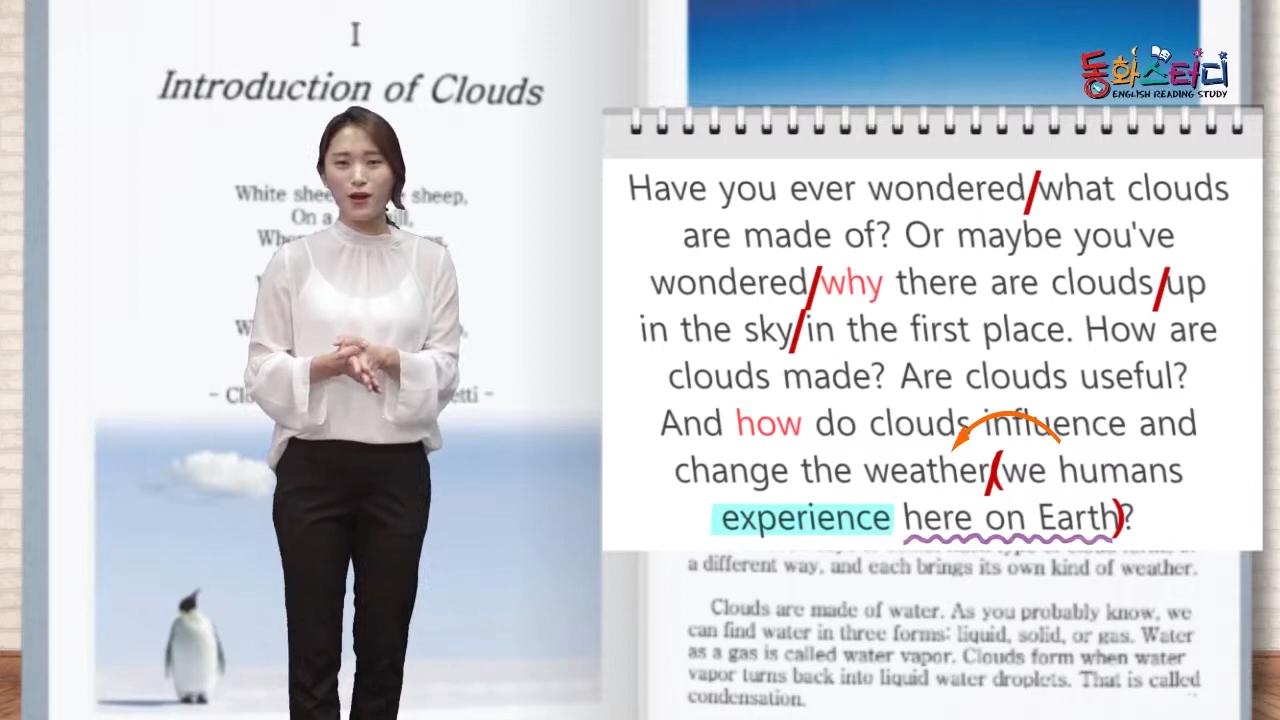 I
Introduction of Clouds
White sheep,
On a
- etti -
동화스터디
ENGLISH READING STUDY
Have you ever wondered/what clouds
are made of? Or maybe you've
wondered/why there are clouds/up
in the sky/in the first place. How are
clouds made? Are clouds useful?
And how do clouds influence and
change the weather/(we humans
experience here on Earth)?
a different way, and each brings its own kind of weather.
Clouds are made of water. As you probably know, we
can find water in three forms: liquid, solid, or gas. Water
as a gas is called water vapor. Clouds form when water
vapor turns back into liquid water droplets. That is called
condensation.